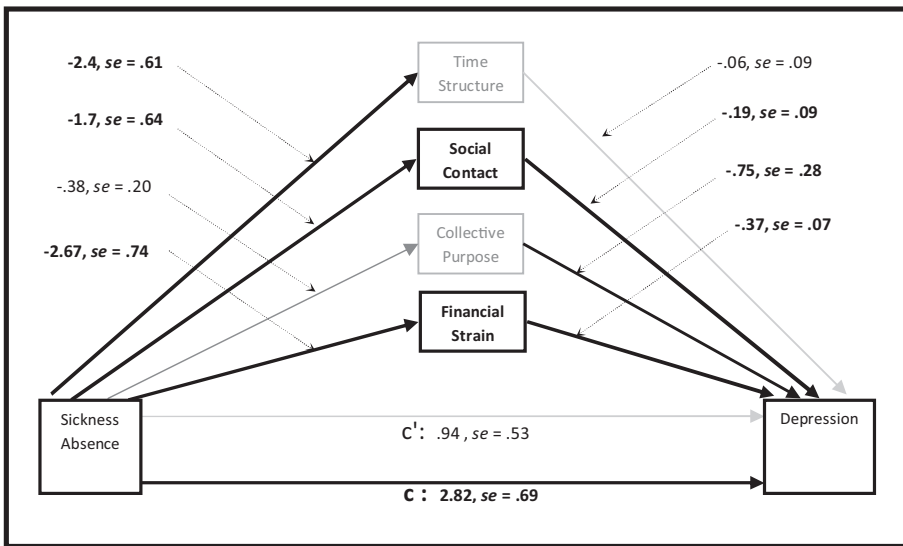 -2.4, se = .61
Time
Structure
-.06, se = .09
-1.7, se = .64
-.19, se = .09
Social
Contact
-.38, se = .20
-.75, se = .28
-2.67, se = .74
Collective
Purpose
-.37, se = .07
Financial
Strain
Sickness
Absence
Depression
c': .94 , se = .53
c : 2.82, se = .69